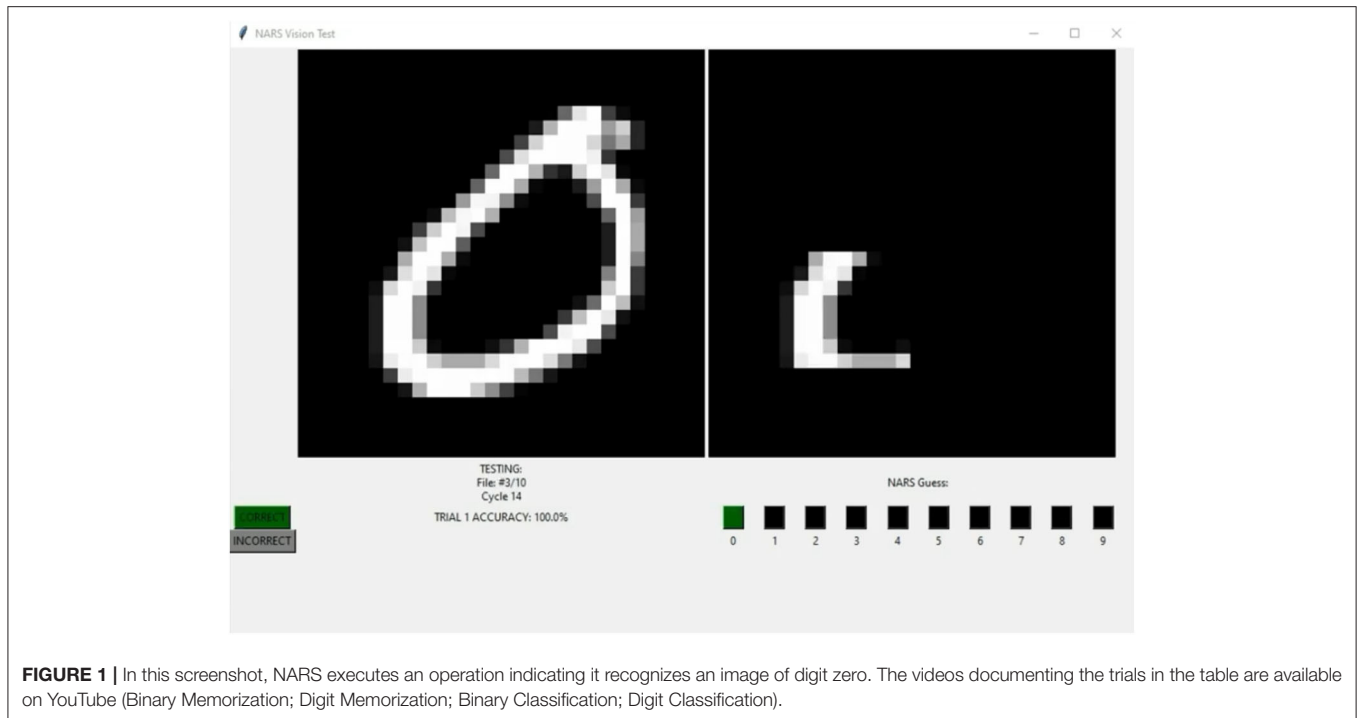 NARS Vision Test
TESTING:
File: #3/10
Cycle 14
NARS Guess:
CORRECT
TRIAL 1 ACCURACY: 100.0%
INCORRECT
0 1 2 3 4 5 6 7 8 9
FIGURE 1 | In this screenshot, NARS executes an operation indicating it recognizes an image of digit zero. The videos documenting the trials in the table are available
on YouTube (Binary Memorization; Digit Memorization; Binary Classification; Digit Classification).